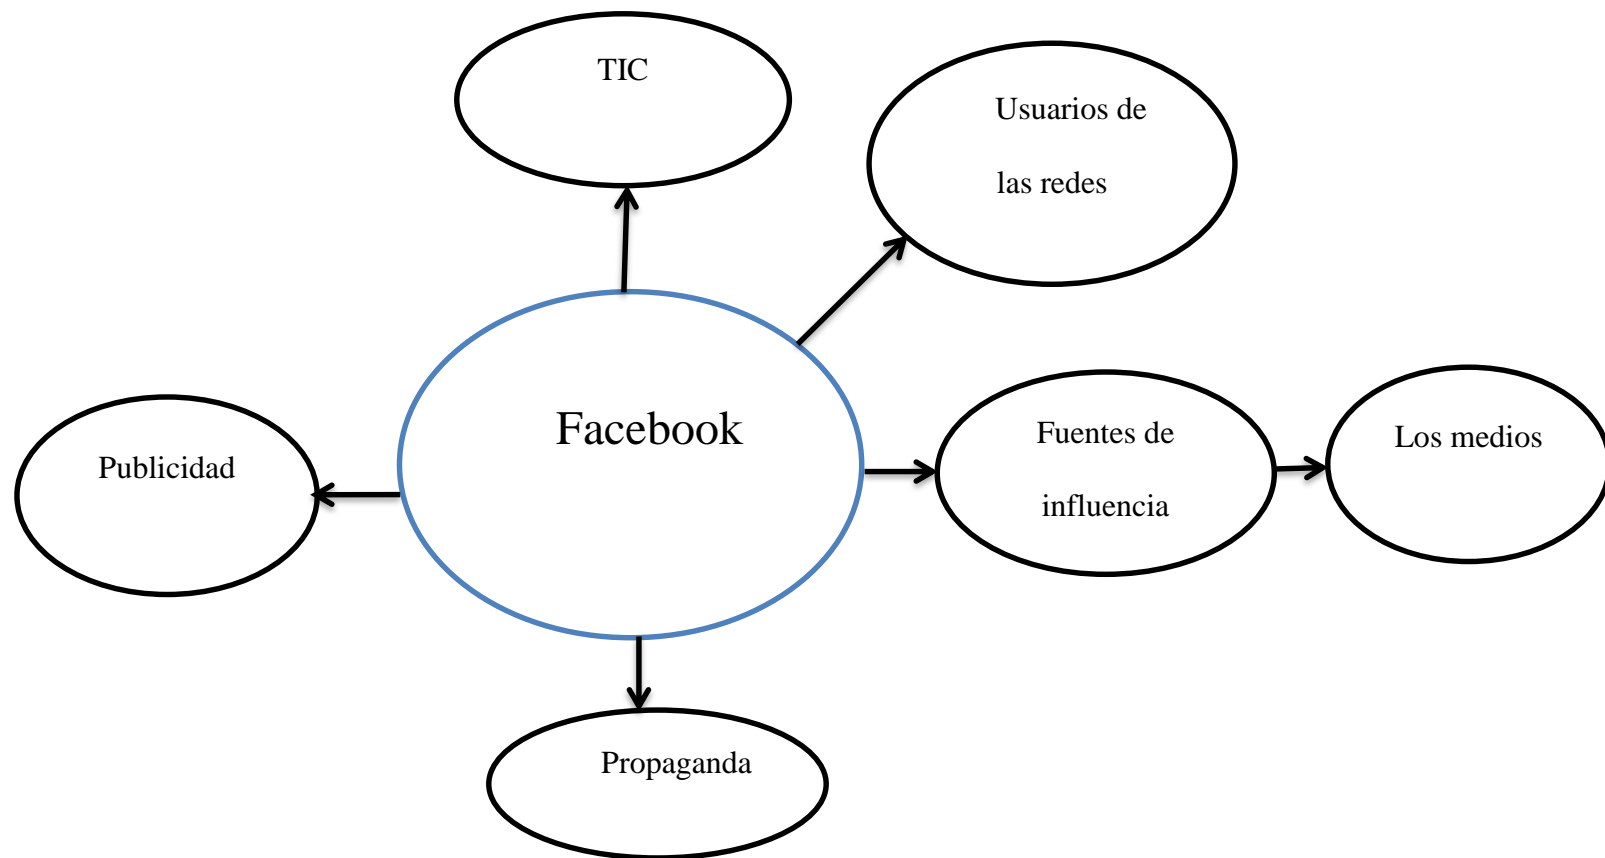 TIC
Usuarios de
las redes
Facebook
Fuentes de
influencia
Los medios
Publicidad
Propaganda